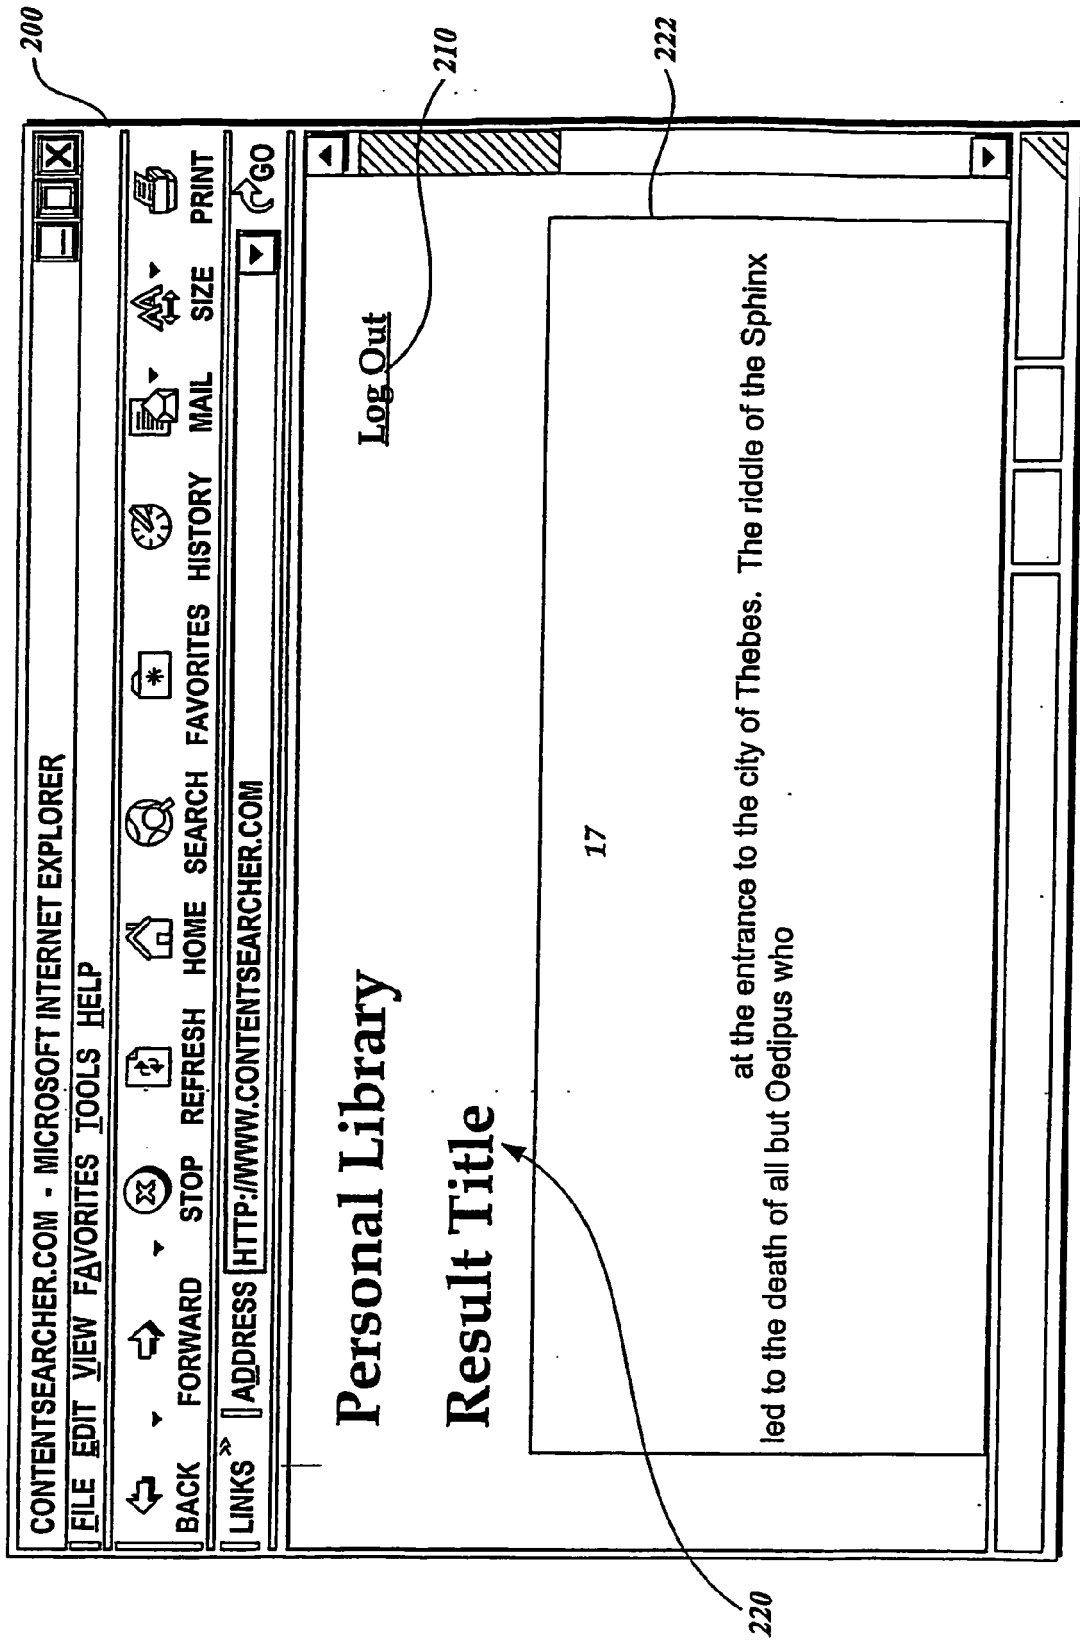 200
CONTENTSEARCHER.COM - MICROSOFT INTERNET EXPLORER
FILE EDIT VIEW FAVORITES TOOLS HELP
BACK FORWARD STOP REFRESH HOME SEARCH FAVORITES HISTORY MAIL SIZE PRINT
LINKS » ADDRESS HTTP://WWW.CONTENTSEARCHER.COM GO
Personal Library
Log Out
210
Result Title
222
17
at the entrance to the city of Thebes. The riddle of the Sphinx
led to the death of all but Oedipus who
220